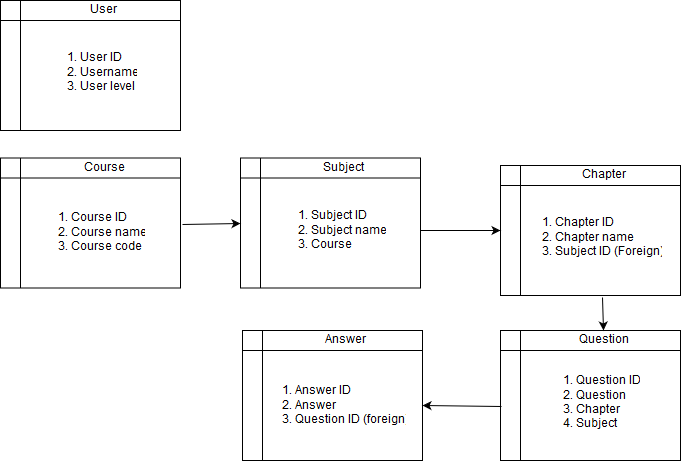 User
1. User ID
2. Username
3. User level
Course
1. Course ID
2. Course name
3. Course code
Subject
1. Subject ID
2. Subject name
3. Course
Chapter
1. Chapter ID
2. Chapter name
3. Subject ID (Foreign)
Answer
1. Answer ID
2. Answer
3. Question ID (foreign
Question
1. Question ID
2. Question
3. Chapter
4. Subject